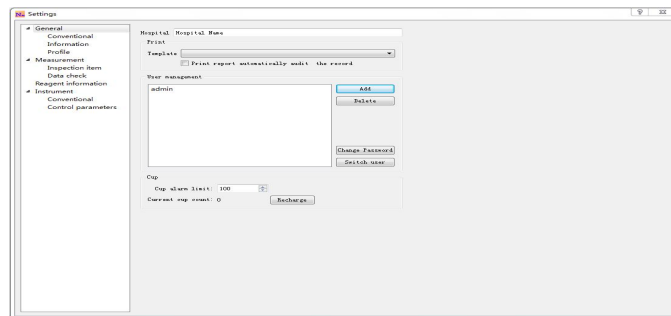 Settings
General
Conventional
Information
Profile
Measurement
Inspection item
Data check
Reagent information
Instrument
Conventional
Control parameters
Hospital Hospital Name
Print
Template
Print report automatically audit the record
User management
admin
Add
Delete
Change Password
Switch user
Cup
Cup alarm limit: 100
Current cup count: 0 Recharge